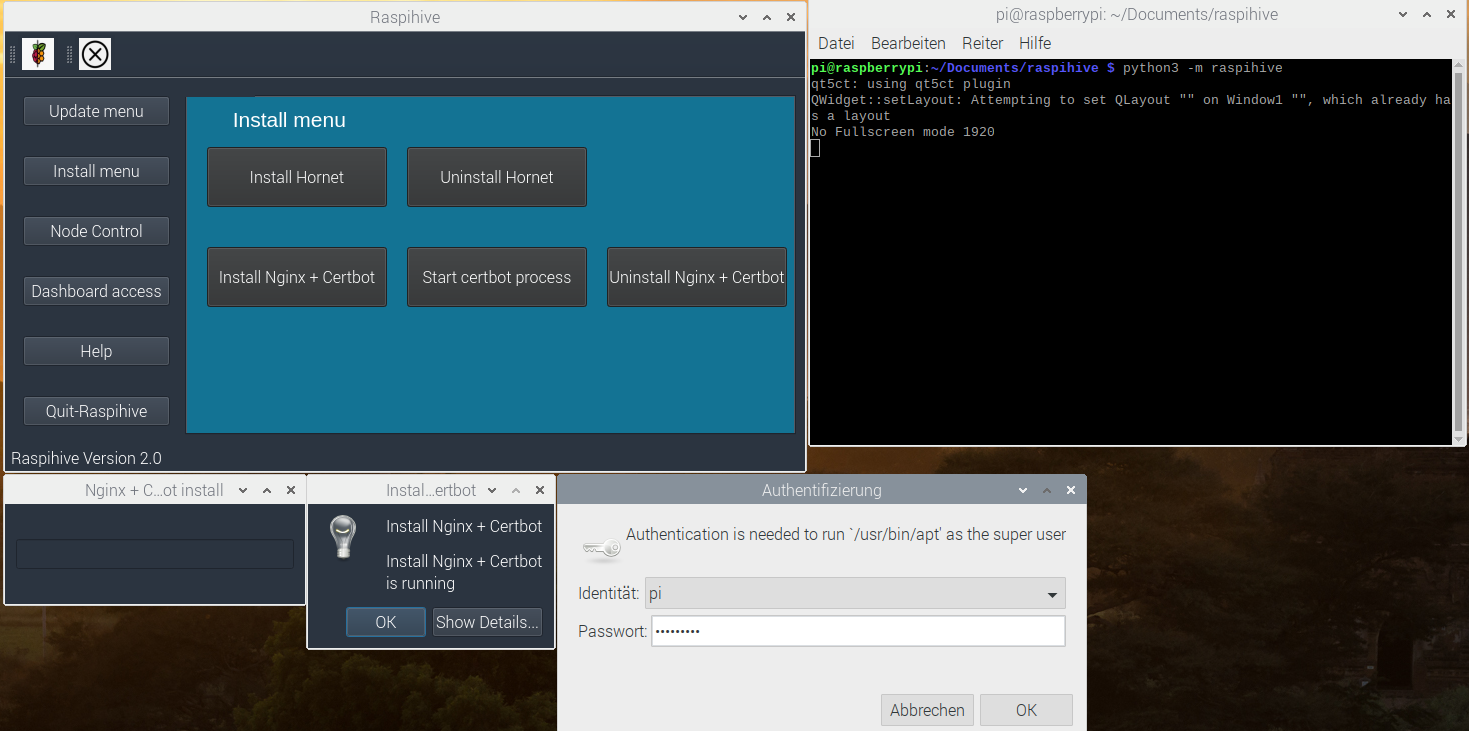 Raspihive
Update menu
Install menu
Node Control
Dashboard access
Help
Quit-Raspihive
Install menu
Install Hornet
Uninstall Hornet
Install Nginx + Certbot
Start certbot process
Uninstall Nginx + Certbot
Raspihive Version 2.0
pi@raspberrypi: ~/Documents/raspihive
Datei Bearbeiten Reiter Hilfe
pi@raspberrypi:~/Documents/raspihive $ python3 -m raspihive
qt5ct: using qt5ct plugin
QWidget::setLayout: Attempting to set QLayout "" on Window1 "", which already ha
s a layout
No Fullscreen mode 1920
Nginx + C...ot install
Instal...ertbot
Install Nginx + Certbot
Install Nginx + Certbot
is running
OK
Show Details...
Authentifizierung
Authentication is needed to run `/usr/bin/apt' as the super user
Identität: pi
Passwort: •••••••••
Abbrechen
OK